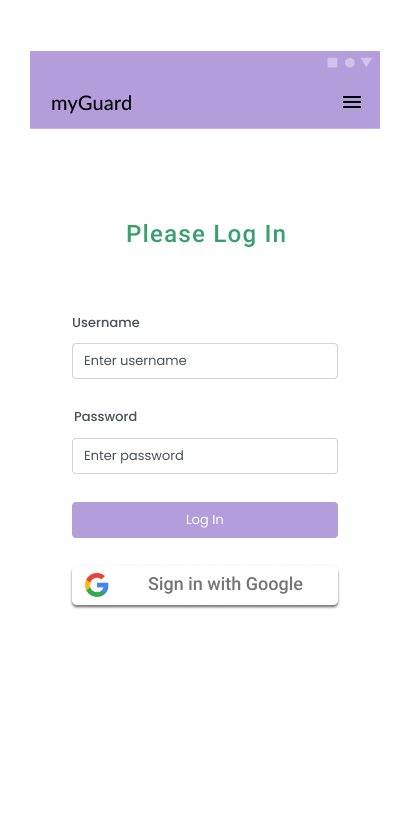 myGuard
Please Log In
Username
Enter username
Password
Enter password
Log In
Sign in with Google